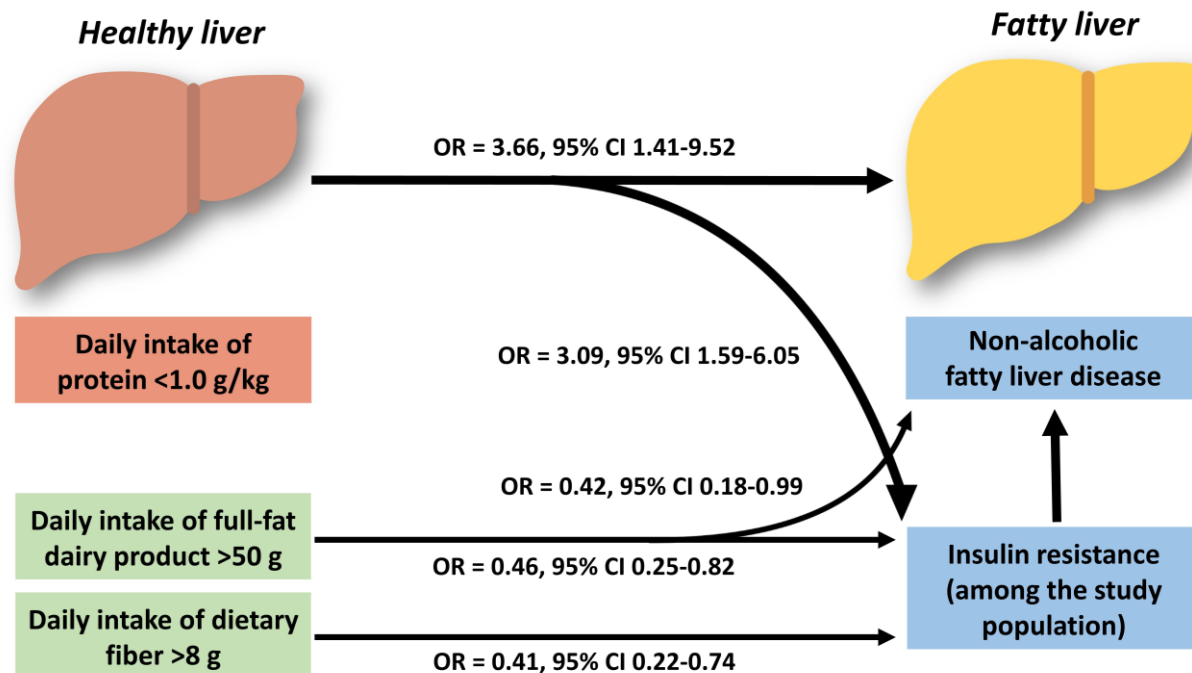 Healthy liver
Fatty liver
OR = 3.66, 95% CI 1.41-9.52
Daily intake of
protein <1.0 g/kg
OR = 3.09, 95% CI 1.59-6.05
Non-alcoholic
fatty liver disease
OR = 0.42, 95% CI 0.18-0.99
Daily intake of full-fat
dairy product >50 g
OR = 0.46, 95% CI 0.25-0.82
Insulin resistance
(among the study
population)
Daily intake of dietary
fiber >8 g
OR = 0.41, 95% CI 0.22-0.74